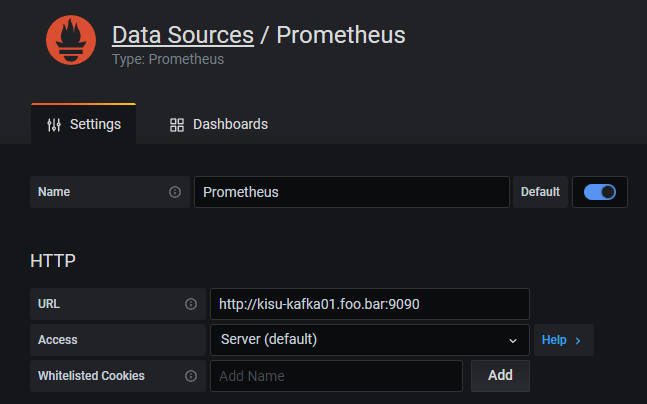 Data Sources / Prometheus
Type: Prometheus
Settings Dashboards
Name Prometheus Default
HTTP
URL http://kisu-kafka01.foo.bar:9090
Access Server (default) Help >
Whitelisted Cookies Add Name Add